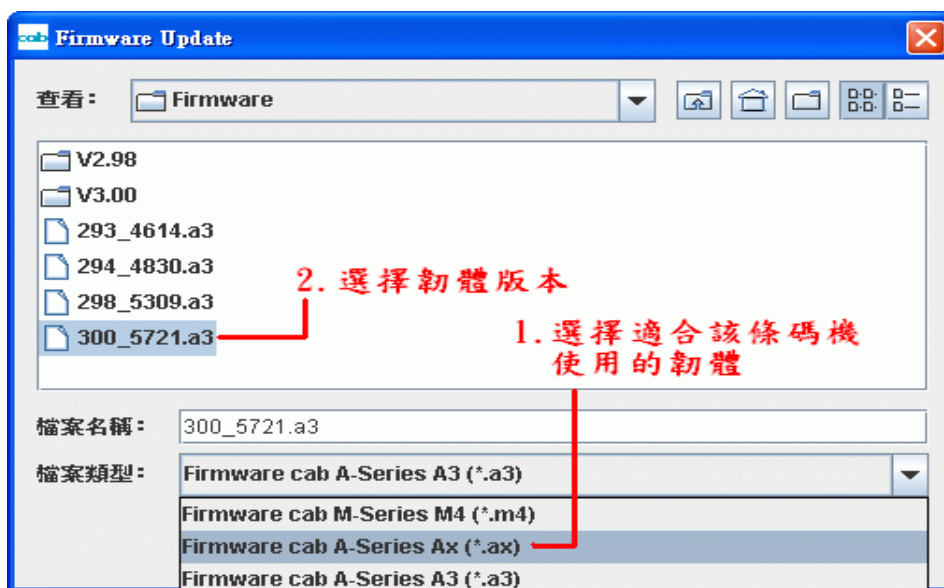 cab Firmware Update
查看： Firmware
V2.98
V3.00
293_4614.a3
294_4830.a3
298_5309.a3
300_5721.a3
2. 選擇韌體版本
1. 選擇適合該條碼機
使用的韌體
檔案名稱： 300_5721.a3
檔案類型： Firmware cab A-Series A3 (*.a3)
Firmware cab M-Series M4 (*.m4)
Firmware cab A-Series Ax (*.ax)
Firmware cab A-Series A3 (*.a3)